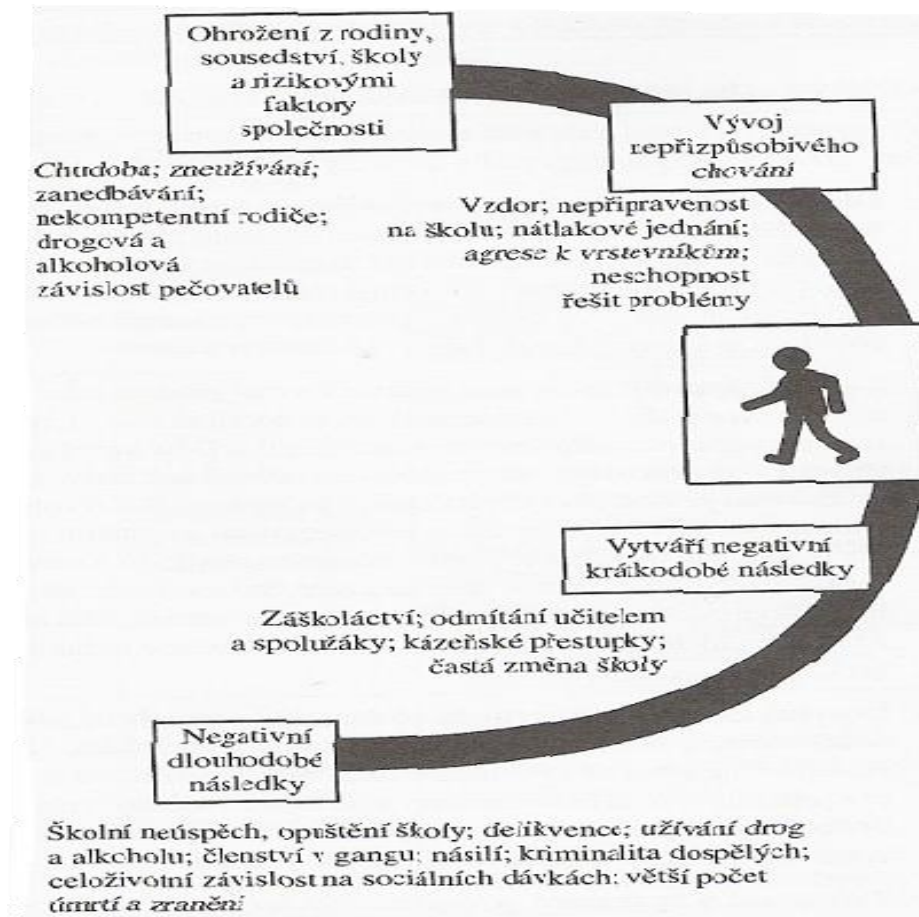 Ohrožení z rodiny,
sousedství, školy
a rizikovými
faktory
společnosti
Chudoba; zneužívání;
zanedbávání;
nekompetentní rodiče;
drogová a
alkoholová
závislost pečovatelů
Vývoj
nepřizpůsobivého
chování
Vzdor; nepřipravenost
na školu; nátlakové jednání;
agrese k vrstevníkům;
neschopnost
řešit problémy
Vytváří negativní
krátkodobé následky
Záškoláctví; odmítání učitelem
a spolužáky; kázeňské přestupky;
častá změna školy
Negativní
dlouhodobé
následky
Školní neúspěch, opuštění školy; delikvence; užívání drog
a alkoholu; členství v gangu; násilí; kriminalita dospělých;
celoživotní závislost na sociálních dávkách; větší počet
úmrtí a zranění